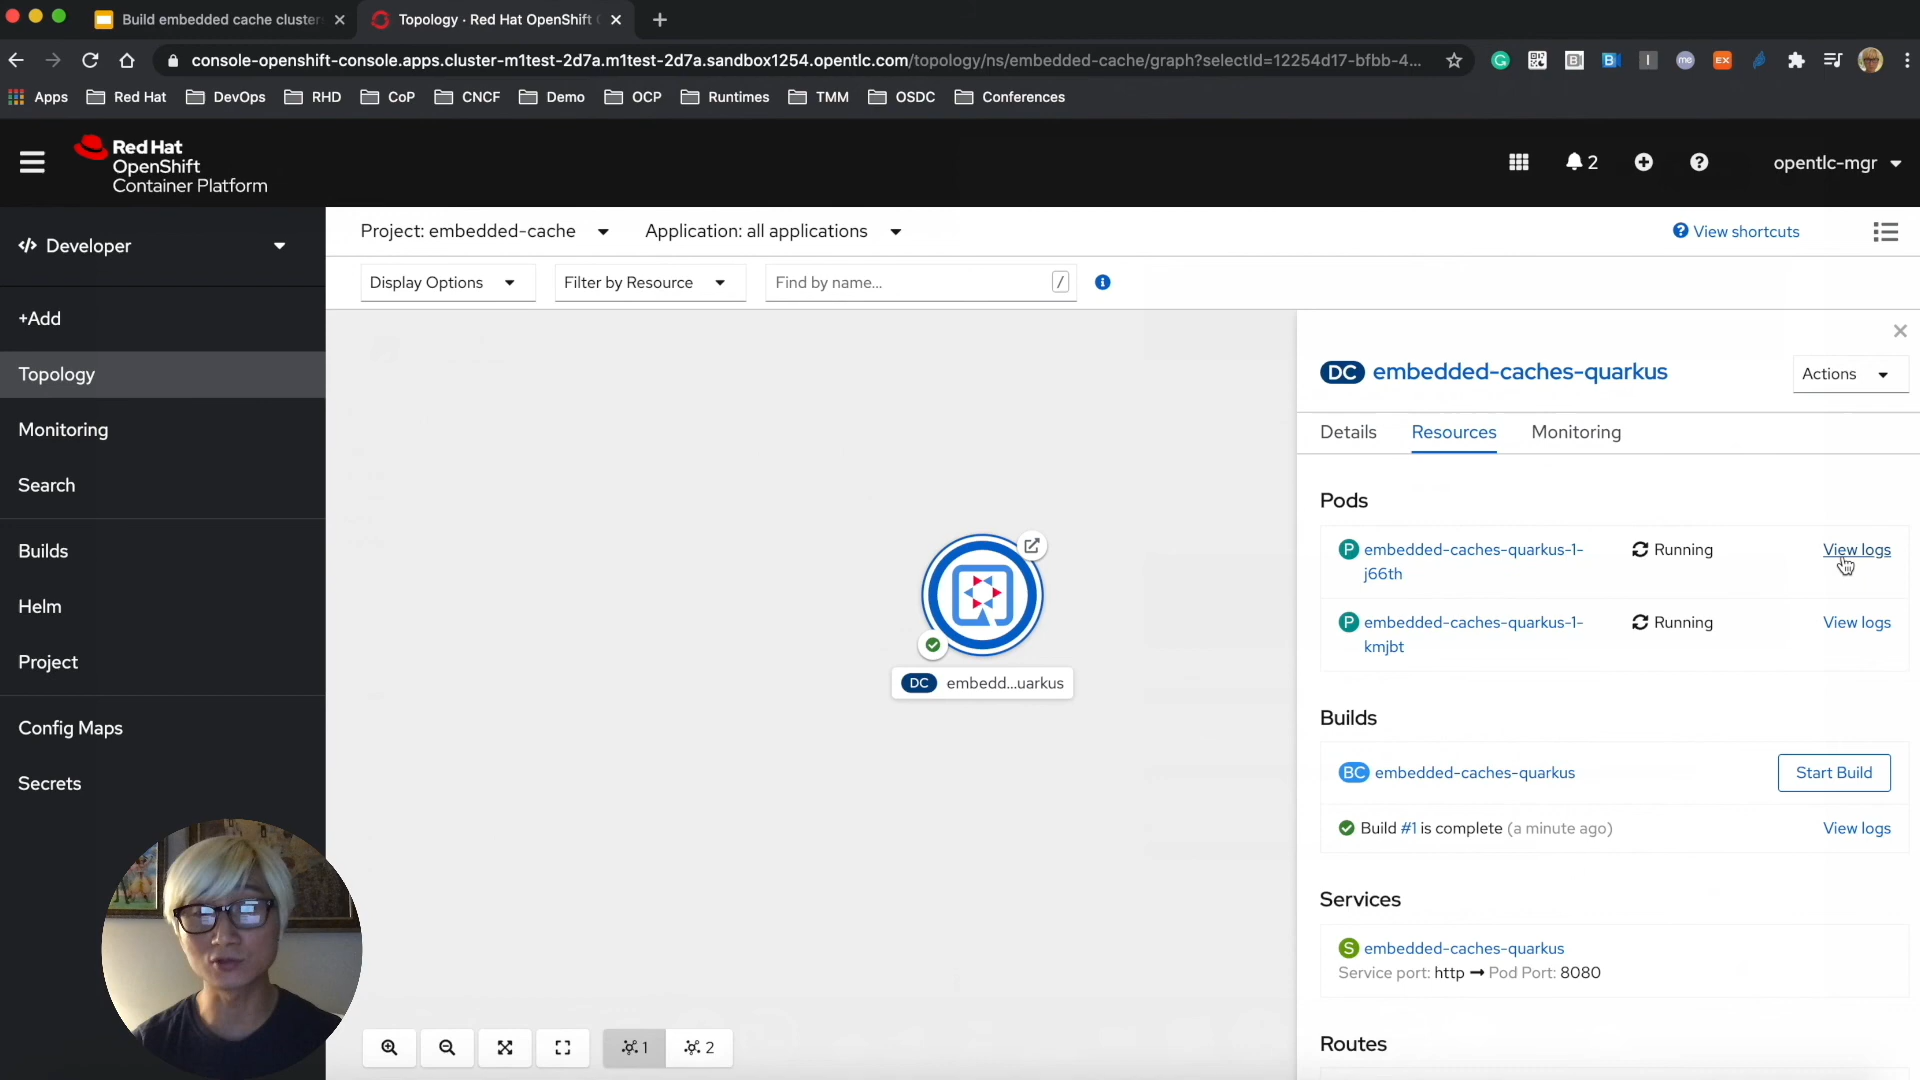 Build embedded cache cluster
Topology · Red Hat OpenShift
console-openshift-console.apps.cluster-m1test-2d7a.m1test-2d7a.sandbox1254.opentlc.com/topology/ns/embedded-cache/graph?selectId=12254d17-bfbb-4...
Apps Red Hat DevOps RHD CoP CNCF Demo OCP Runtimes TMM OSDC Conferences
Red Hat
OpenShift
Container Platform
2
opentlc-mgr
Developer
+Add
Topology
Monitoring
Search
Builds
Helm
Project
Config Maps
Secrets
Project: embedded-cache
Application: all applications
View shortcuts
Display Options
Filter by Resource
Find by name...
/
DC embedd...uarkus
1
2
DC embedded-caches-quarkus
Actions
Details Resources Monitoring
Pods
P embedded-caches-quarkus-1-
j66th
Running
View logs
P embedded-caches-quarkus-1-
kmjbt
Running
View logs
Builds
BC embedded-caches-quarkus
Start Build
Build #1 is complete (a minute ago)
View logs
Services
S embedded-caches-quarkus
Service port: http ➞ Pod Port: 8080
Routes